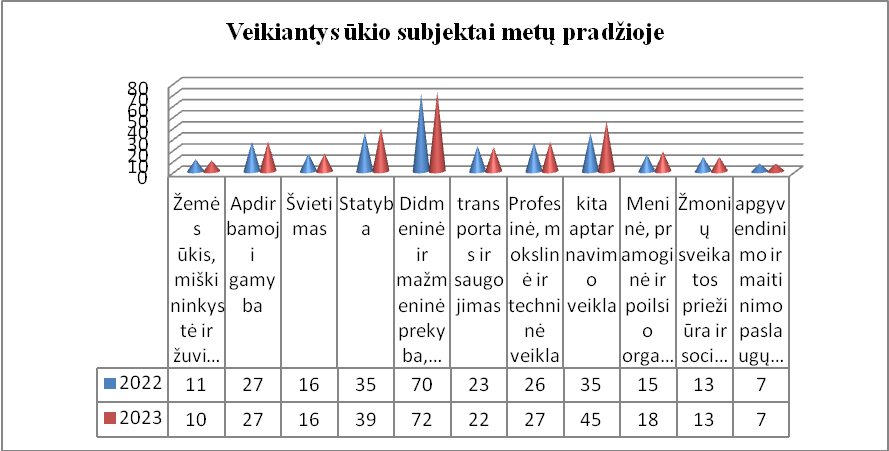 Veikiantys ūkio subjektai metų pradžioje
80
70
60
50
40
30
20
10
0
Žemė
s
ūkis,
miški
ninkys
tė ir
žuvi...
Apdir
bamoj
i
gamy
ba
Švieti
mas
Statyb
a
Didm
eninė
ir
mažm
eninė
preky
ba,...
trans
porta
s ir
saugo
jimas
Profes
inė, m
okslin
ė ir
techni
nė
veikla
kita
aptar
navim
o
veikla
Meni
nė, pr
amogi
nė ir
poilsi
o
orga...
Žmoni
ų
sveika
tos
prieži
ūra ir
soci...
apgyv
endini
mo ir
maiti
nimo
pasla
ugų...
2022 11 27 16 35 70 23 26 35 15 13 7
2023 10 27 16 39 72 22 27 45 18 13 7